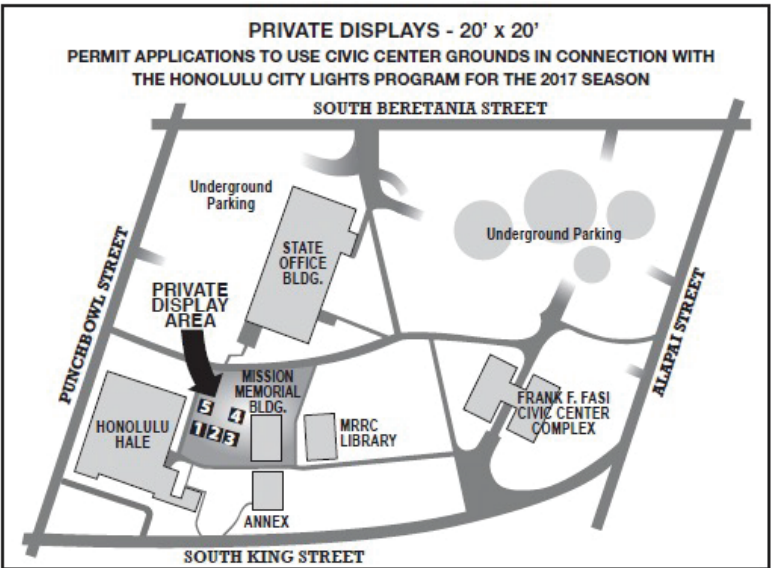 PRIVATE DISPLAYS - 20' x 20'
PERMIT APPLICATIONS TO USE CIVIC CENTER GROUNDS IN CONNECTION WITH
THE HONOLULU CITY LIGHTS PROGRAM FOR THE 2017 SEASON
SOUTH BERETANIA STREET
Underground
Parking
STATE
OFFICE
BLDG.
Underground Parking
PUNCHBOWL STREET
ALAPAI STREET
PRIVATE
DISPLAY
AREA
MISSION
MEMORIAL
BLDG.
5
4
1 2 3
HONOLULU
HALE
MRRC
LIBRARY
FRANK F. FASI
CIVIC CENTER
COMPLEX
ANNEX
SOUTH KING STREET